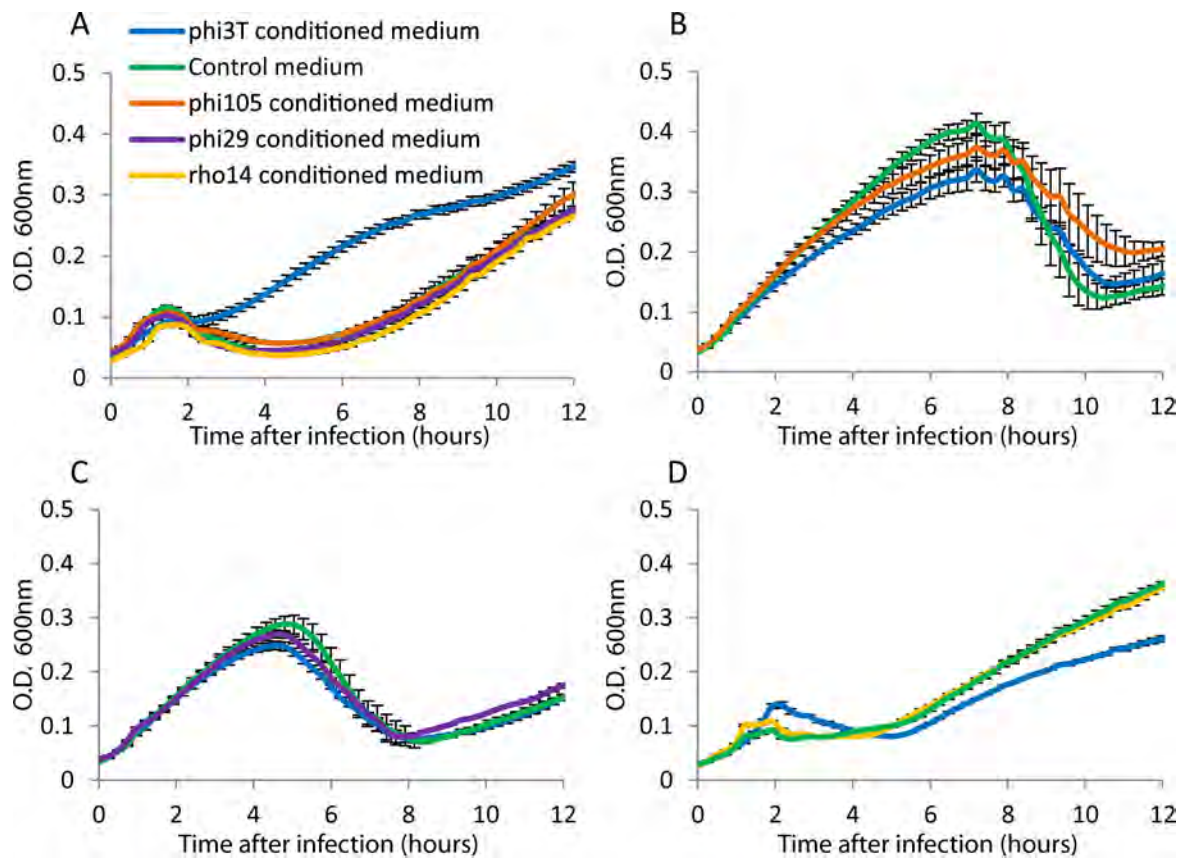 A
phi3T conditioned medium
Control medium
phi105 conditioned medium
phi29 conditioned medium
rho14 conditioned medium
0.5
0.4
0.3
0.2
0.1
0
O.D. 600nm
0 2 4 6 8 10 12
Time after infection (hours)
B
0.5
0.4
0.3
0.2
0.1
0
O.D. 600nm
0 2 4 6 8 10 12
Time after infection (hours)
C
0.5
0.4
0.3
0.2
0.1
0
O.D. 600nm
0 2 4 6 8 10 12
Time after infection (hours)
D
0.5
0.4
0.3
0.2
0.1
0
O.D. 600nm
0 2 4 6 8 10 12
Time after infection (hours)